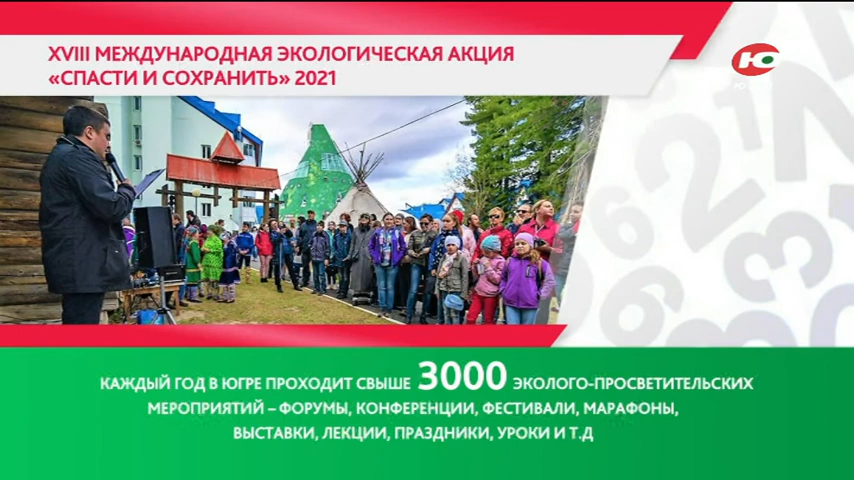 XVIII МЕЖДУНАРОДНАЯ ЭКОЛОГИЧЕСКАЯ АКЦИЯ
«СПАСТИ И СОХРАНИТЬ» 2021
Ю
КАЖДЫЙ ГОД В ЮГРЕ ПРОХОДИТ СВЫШЕ 3000 ЭКОЛОГО-ПРОСВЕТИТЕЛЬСКИХ
МЕРОПРИЯТИЙ – ФОРУМЫ, КОНФЕРЕНЦИИ, ФЕСТИВАЛИ, МАРАФОНЫ,
ВЫСТАВКИ, ЛЕКЦИИ, ПРАЗДНИКИ, УРОКИ И Т.Д